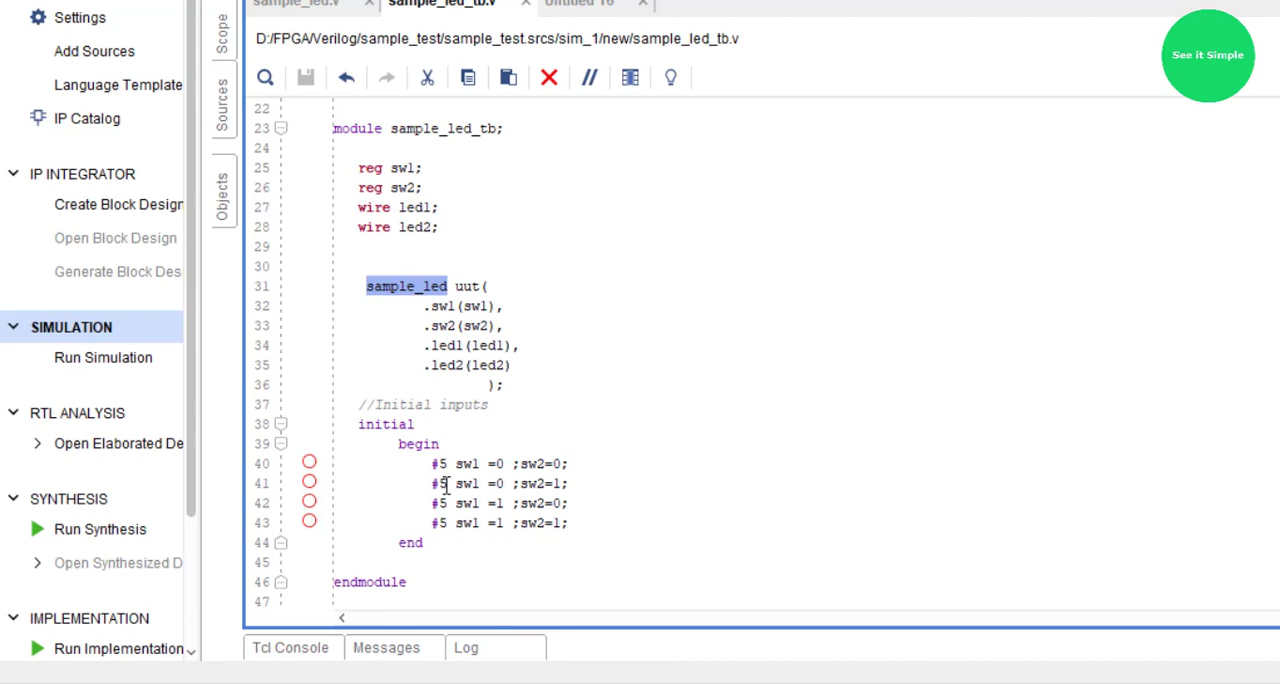 Settings
Add Sources
Language Template
IP Catalog
IP INTEGRATOR
Create Block Design
Open Block Design
Generate Block Des
SIMULATION
Run Simulation
RTL ANALYSIS
Open Elaborated De
SYNTHESIS
Run Synthesis
Open Synthesized D
IMPLEMENTATION
Run Implementation
Scope
Sources
Objects
sample_led.v
sample_led_tb.v
Untitled 16
D:/FPGA/Verilog/sample_test/sample_test.srcs/sim_1/new/sample_led_tb.v
See it Simple
22
23 module sample_led_tb;
24
25 reg sw1;
26 reg sw2;
27 wire led1;
28 wire led2;
29
30
31 sample_led uut(
32 .sw1(sw1),
33 .sw2(sw2),
34 .led1(led1),
35 .led2(led2)
36 );
37 //Initial inputs
38 initial
39 begin
40 #5 sw1 =0 ;sw2=0;
41 #5 sw1 =0 ;sw2=1;
42 #5 sw1 =1 ;sw2=0;
43 #5 sw1 =1 ;sw2=1;
44 end
45
46 endmodule
47
Tcl Console
Messages
Log